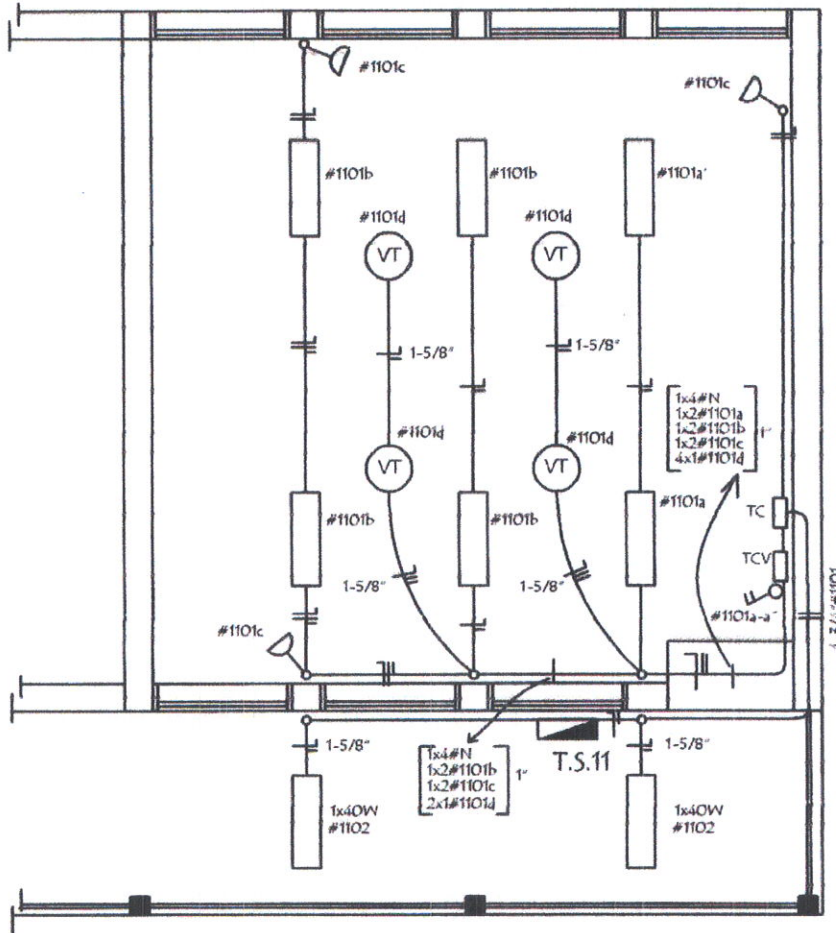 #1101c
#1101c
#1101b
#1101b
#1101a'
#1101d
#1101d
VT
VT
1-5/8"
1-5/8"
1x4#N
1x2#1101a
1x2#1101b
1x2#1101c
4x1#1101d
1"
#1101d
#1101d
VT
VT
#1101b
#1101b
#1101a
TC
TCV
1-5/8"
1-5/8"
#1101a-a'
#1101c
1-5/8"
1x4#N
1x2#1101b
1x2#1101c
2x1#1101d
1"
T.S.11
1-5/8"
1x40W
#1102
1x40W
#1102